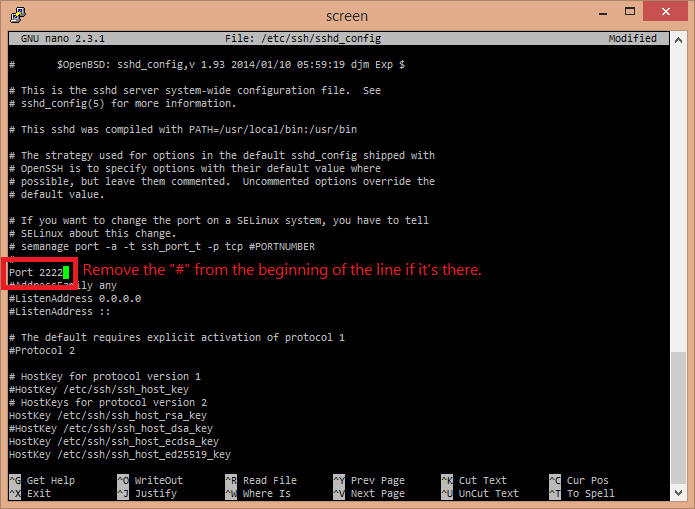 screen
GNU nano 2.3.1 File: /etc/ssh/sshd_config Modified
# $OpenBSD: sshd_config,v 1.93 2014/01/10 05:59:19 djm Exp $
# This is the sshd server system-wide configuration file.  See
# sshd_config(5) for more information.
# This sshd was compiled with PATH=/usr/local/bin:/usr/bin
# The strategy used for options in the default sshd_config shipped with
# OpenSSH is to specify options with their default value where
# possible, but leave them commented.  Uncommented options override the
# default value.
# If you want to change the port on a SELinux system, you have to tell
# SELinux about this change.
# semanage port -a -t ssh_port_t -p tcp #PORTNUMBER
#
Port 2222 Remove the "#" from the beginning of the line if it's there.
#AddressFamily any
#ListenAddress 0.0.0.0
#ListenAddress ::
# The default requires explicit activation of protocol 1
#Protocol 2
# HostKey for protocol version 1
#HostKey /etc/ssh/ssh_host_key
# HostKeys for protocol version 2
HostKey /etc/ssh/ssh_host_rsa_key
#HostKey /etc/ssh/ssh_host_dsa_key
HostKey /etc/ssh/ssh_host_ecdsa_key
HostKey /etc/ssh/ssh_host_ed25519_key
^G Get Help ^O WriteOut ^R Read File ^Y Prev Page ^K Cut Text ^C Cur Pos
^X Exit ^J Justify ^W Where Is ^V Next Page ^U UnCut Text ^T To Spell